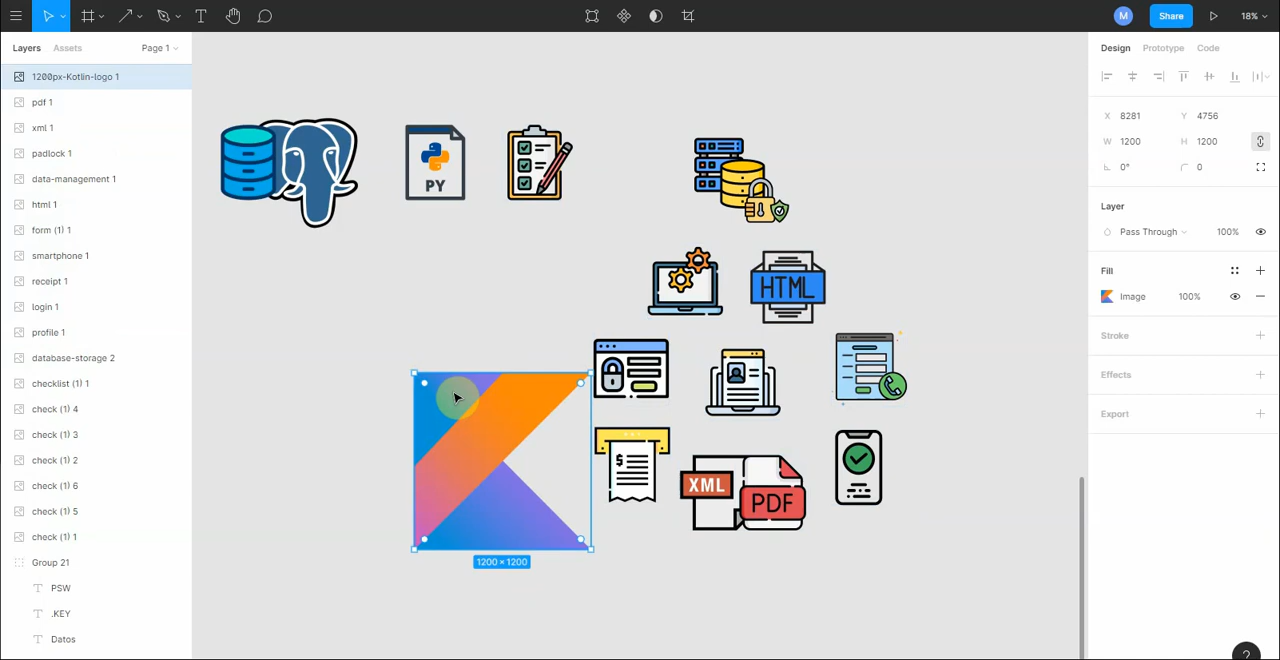 M
Share
18%
Layers
Assets
Page 1
Design
Prototype
Code
1200px-Kotlin-logo 1
pdf 1
xml 1
padlock 1
data-management 1
html 1
form (1) 1
smartphone 1
receipt 1
login 1
profile 1
database-storage 2
checklist (1) 1
check (1) 4
check (1) 3
check (1) 2
check (1) 6
check (1) 5
check (1) 1
Group 21
PSW
.KEY
Datos
PY
HTML
$
XML
PDF
1200 × 1200
X 8281
Y 4756
W 1200
H 1200
0°
0
Layer
Pass Through
100%
Fill
Image
100%
Stroke
Effects
Export
?